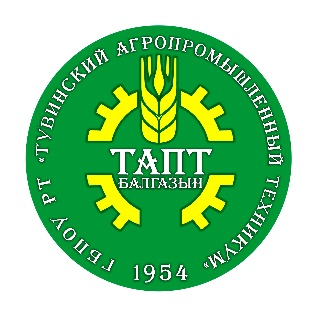 ГБПОУ РТ «ТУВИНСКИЙ АГРОПРОМЫШЛЕННЫЙ ТЕХНИКУМ»
ТАПТ
БАЛГАЗЫН
1954